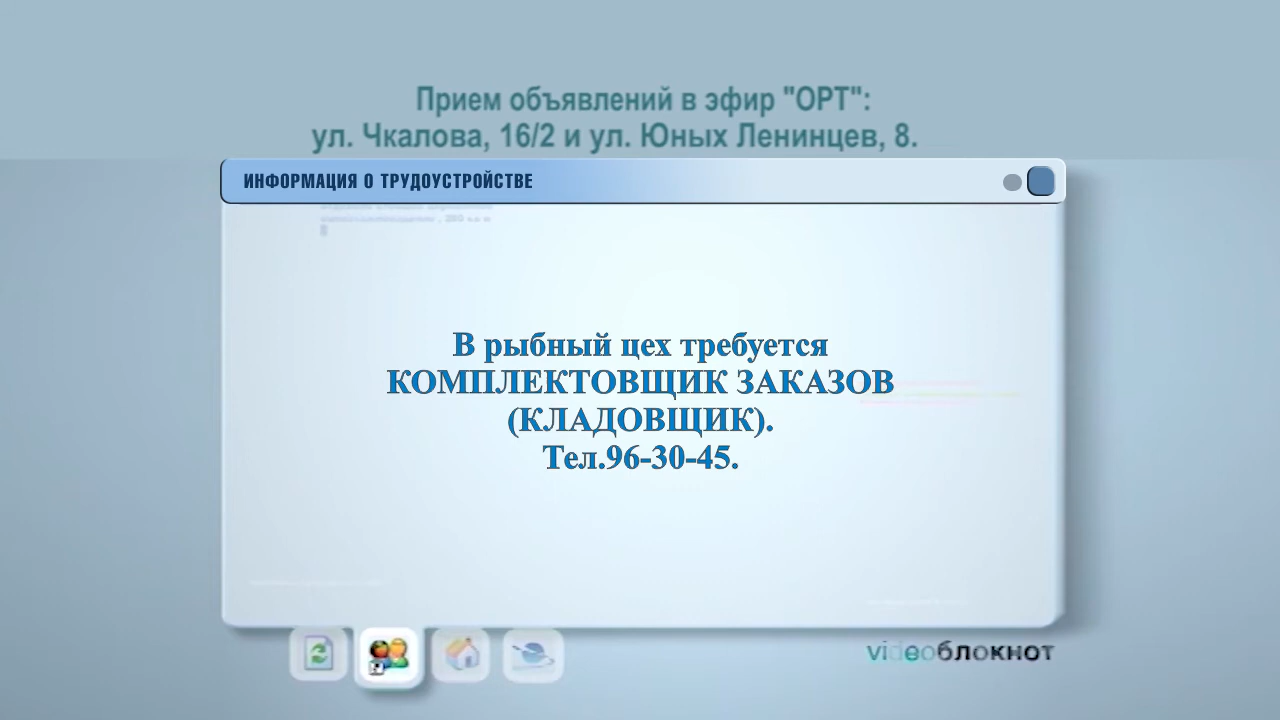 Прием объявлений в эфир "ОРТ":
ул. Чкалова, 16/2 и ул. Юных Ленинцев, 8.
ИНФОРМАЦИЯ О ТРУДОУСТРОЙСТВЕ
В рыбный цех требуется
КОМПЛЕКТОВЩИК ЗАКАЗОВ
(КЛАДОВЩИК).
Тел.96-30-45.
videоблокнот